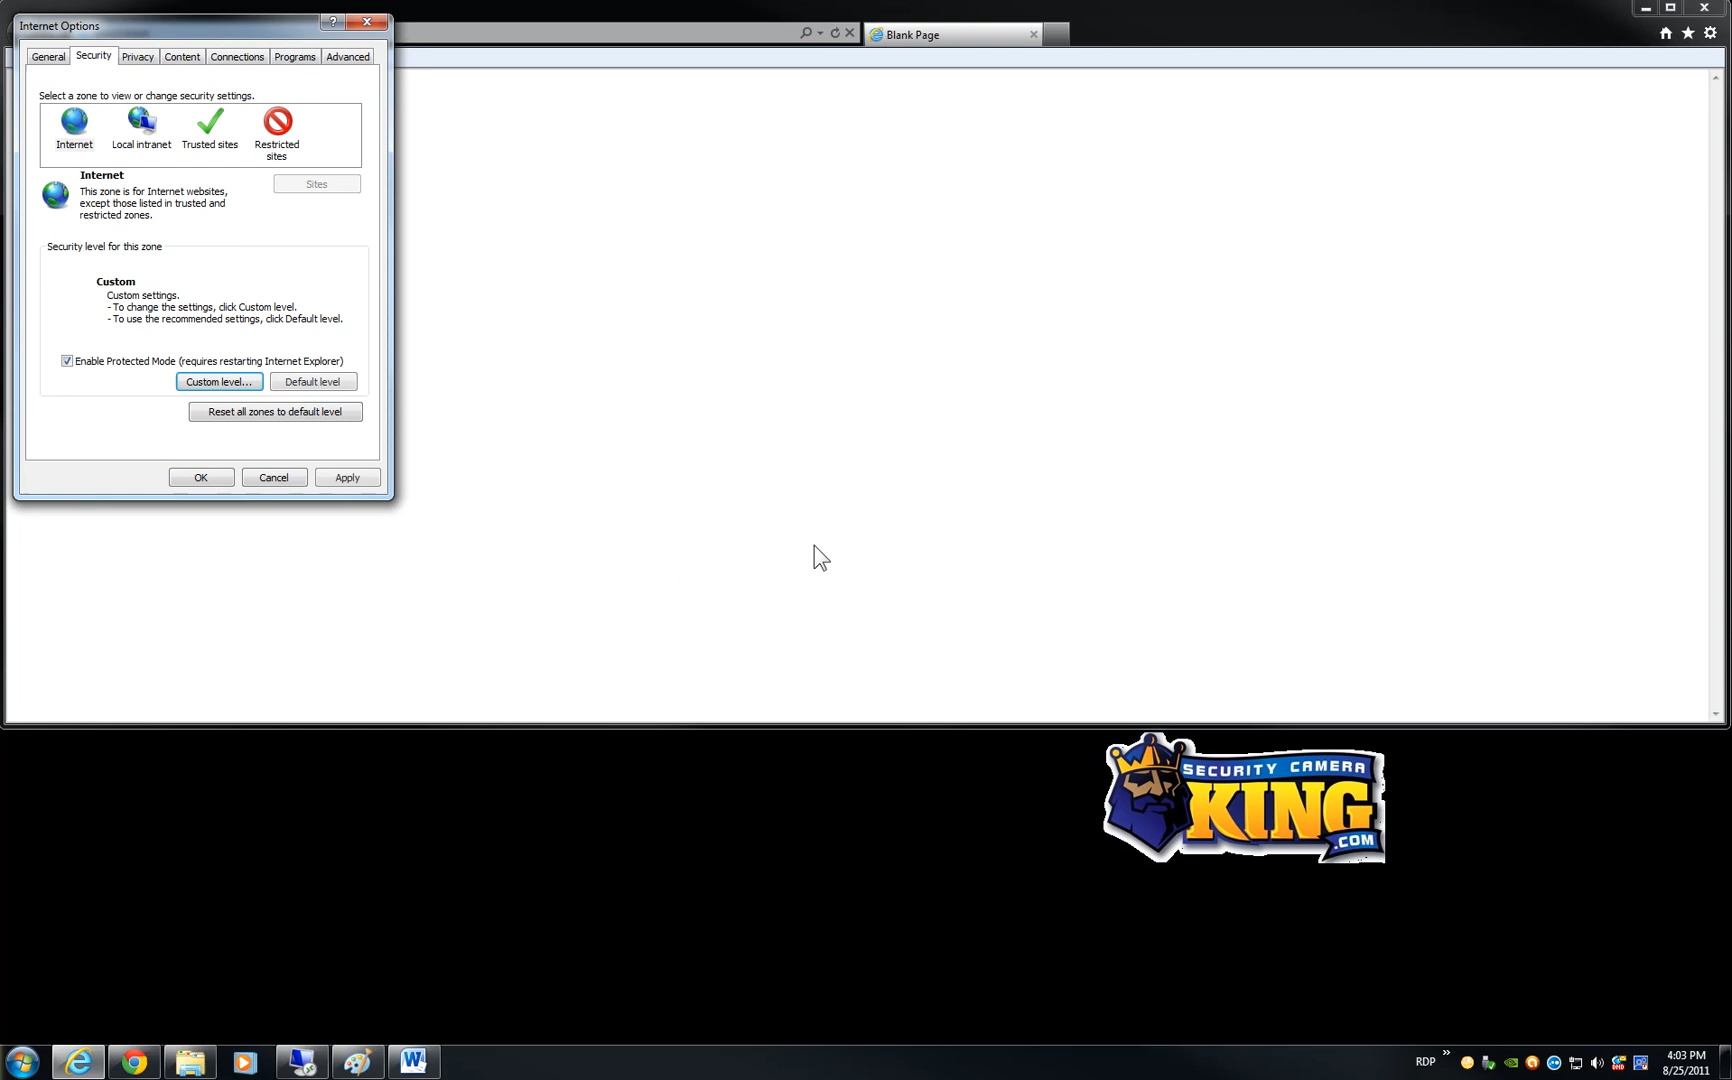 Internet Options
Blank Page
General Security Privacy Content Connections Programs Advanced
Select a zone to view or change security settings.
Internet Local intranet Trusted sites Restricted sites
Internet
Sites
This zone is for Internet websites,
except those listed in trusted and
restricted zones.
Security level for this zone
Custom
Custom settings.
- To change the settings, click Custom level.
- To use the recommended settings, click Default level.
Enable Protected Mode (requires restarting Internet Explorer)
Custom level... Default level
Reset all zones to default level
OK Cancel Apply
SECURITY CAMERA
KING
.COM
RDP
4:03 PM
8/25/2011